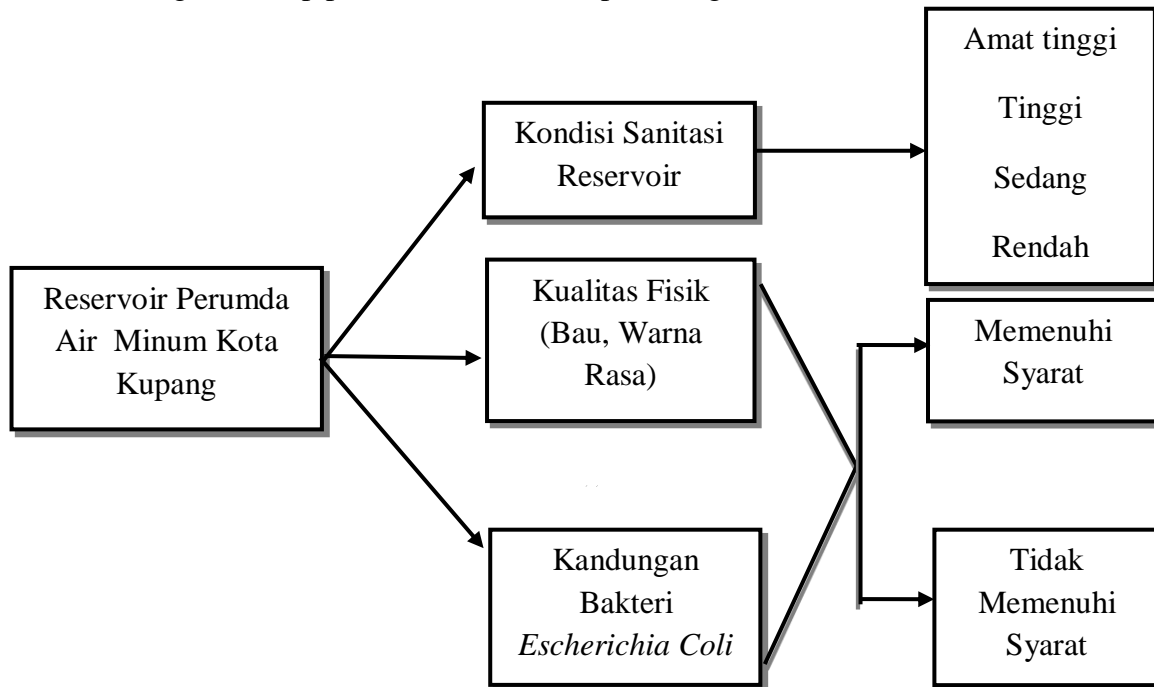 Amat tinggi
Tinggi
Sedang
Rendah
Kondisi Sanitasi
Reservoir
Reservoir Perumda
Air Minum Kota
Kupang
Kualitas Fisik
(Bau, Warna
Rasa)
Memenuhi
Syarat
Kandungan
Bakteri
Escherichia Coli
Tidak
Memenuhi
Syarat